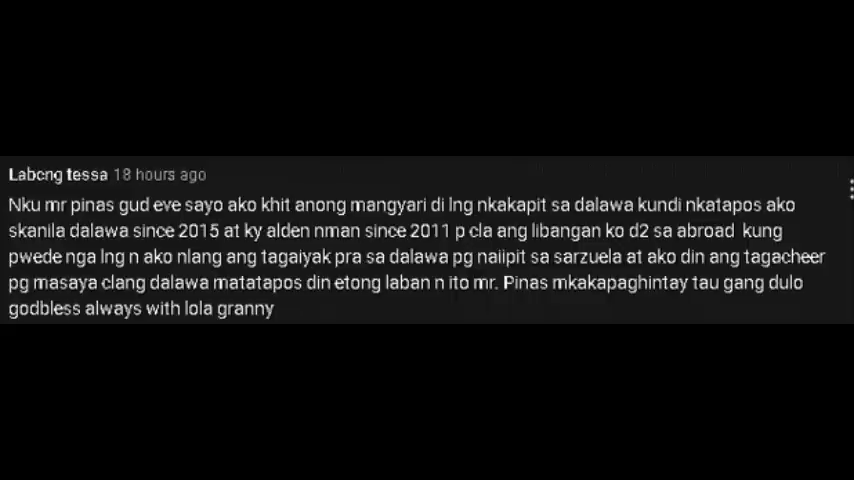 Labeng tessa 18 hours ago
Nku mr pinas gud eve sayo ako khit anong mangyari di lng nkakapit sa dalawa kundi nkatapos ako
skanila dalawa since 2015 at ky alden nman since 2011 p cla ang libangan ko d2 sa abroad kung
pwede nga lng n ako nlang ang tagaiyak pra sa dalawa pg naiipit sa sarzuela at ako din ang tagacheer
pg masaya clang dalawa matatapos din etong laban n ito mr. Pinas mkakapaghintay tau gang dulo
godbless always with lola granny